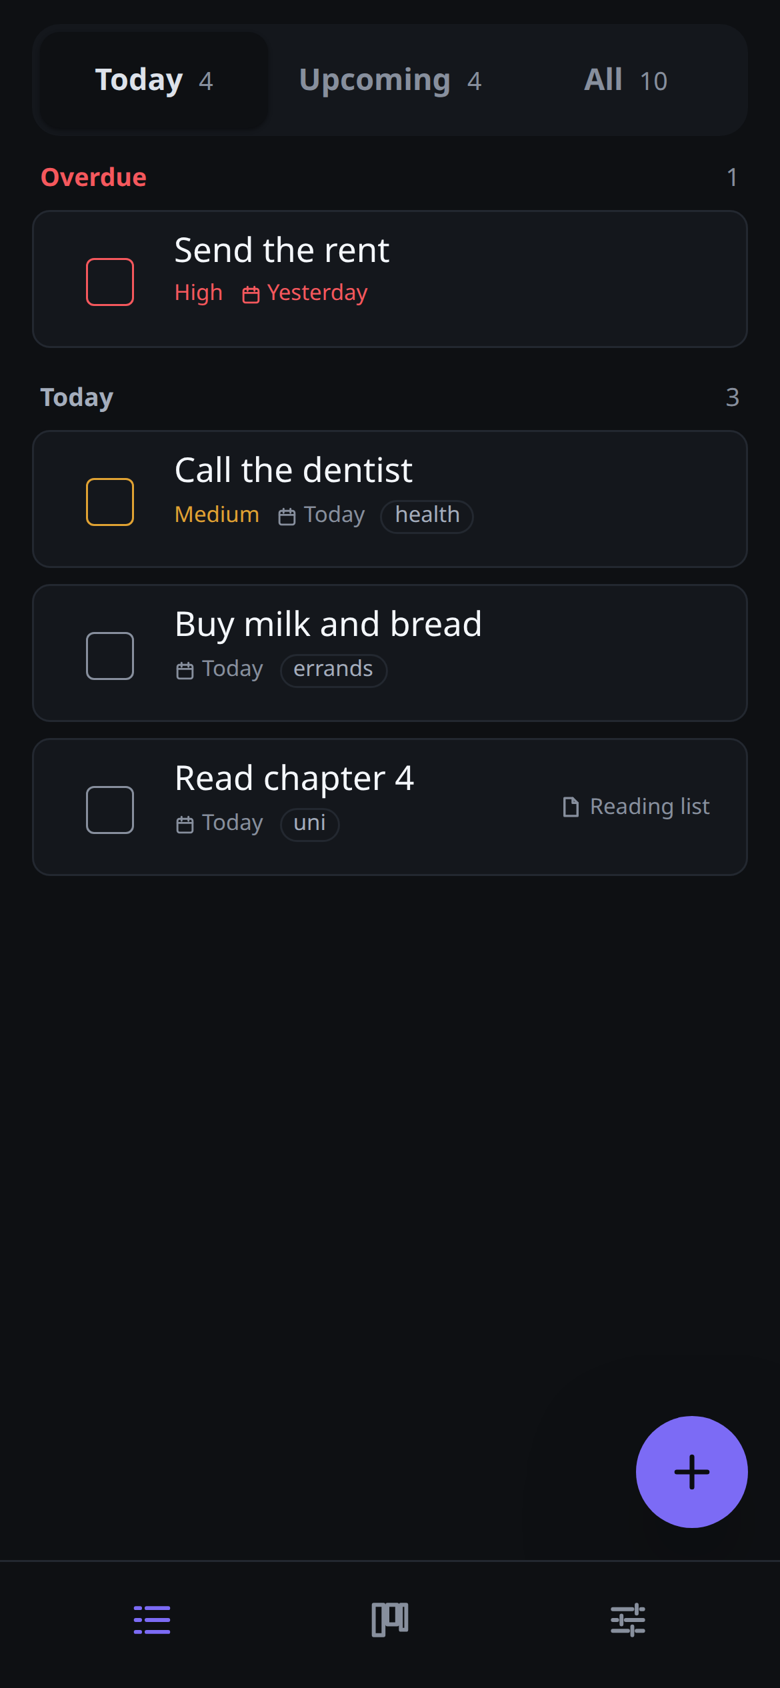 Today 4 Upcoming 4 All 10
Overdue 1
Send the rent
High Yesterday
Today 3
Call the dentist
Medium Today health
Buy milk and bread
Today errands
Read chapter 4
Today uni
Reading list